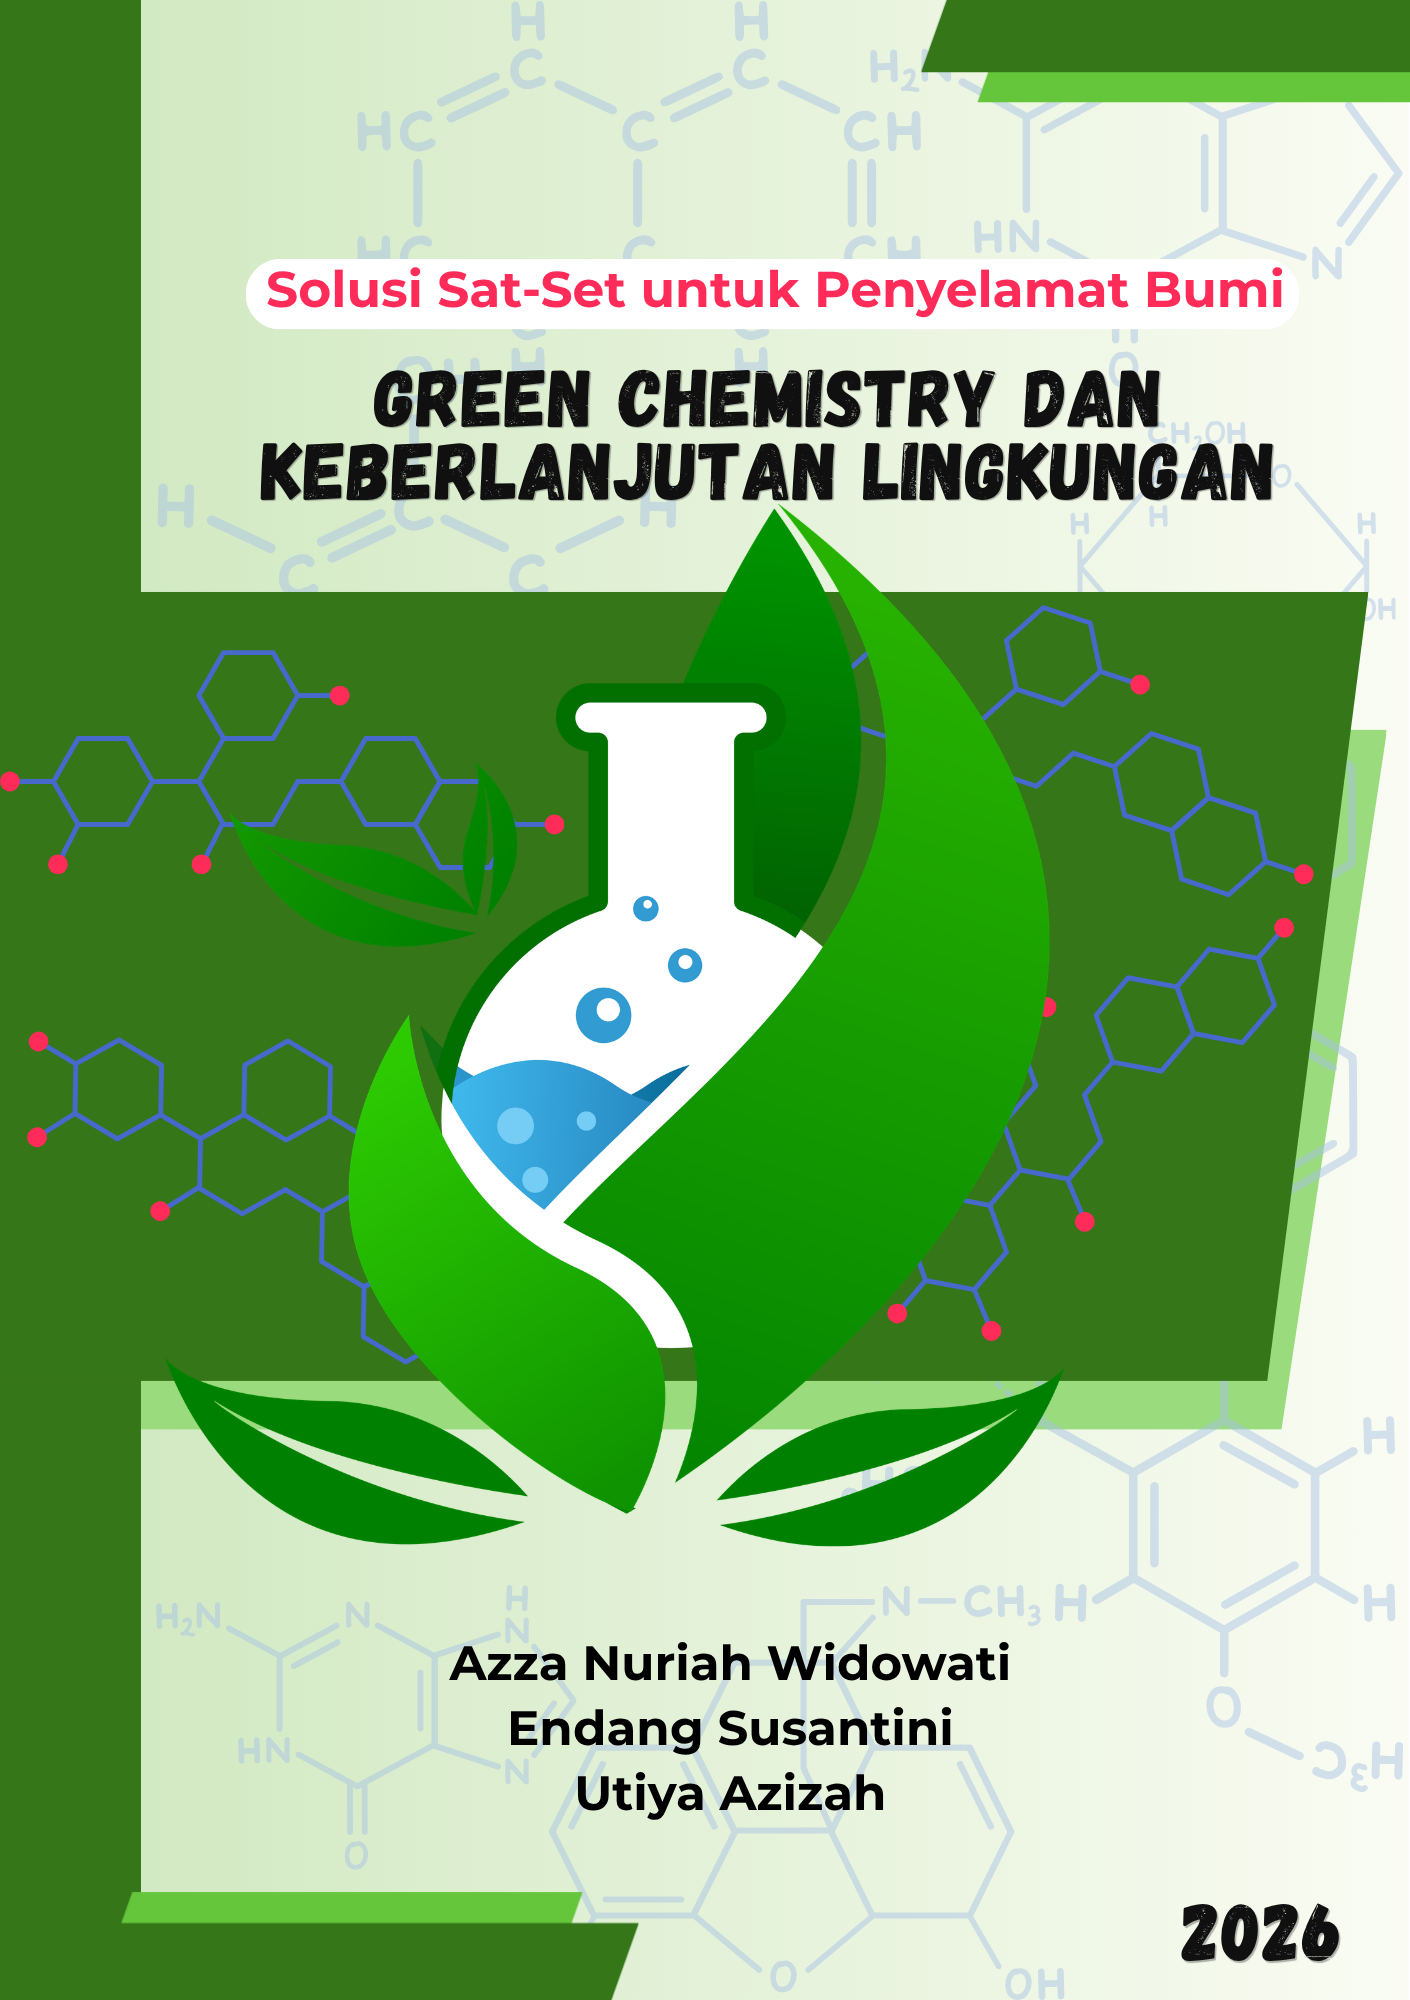 Solusi Sat-Set untuk Penyelamat Bumi
GREEN CHEMISTRY DAN
KEBERLANJUTAN LINGKUNGAN
Azza Nuriah Widowati
Endang Susantini
Utiya Azizah
2026